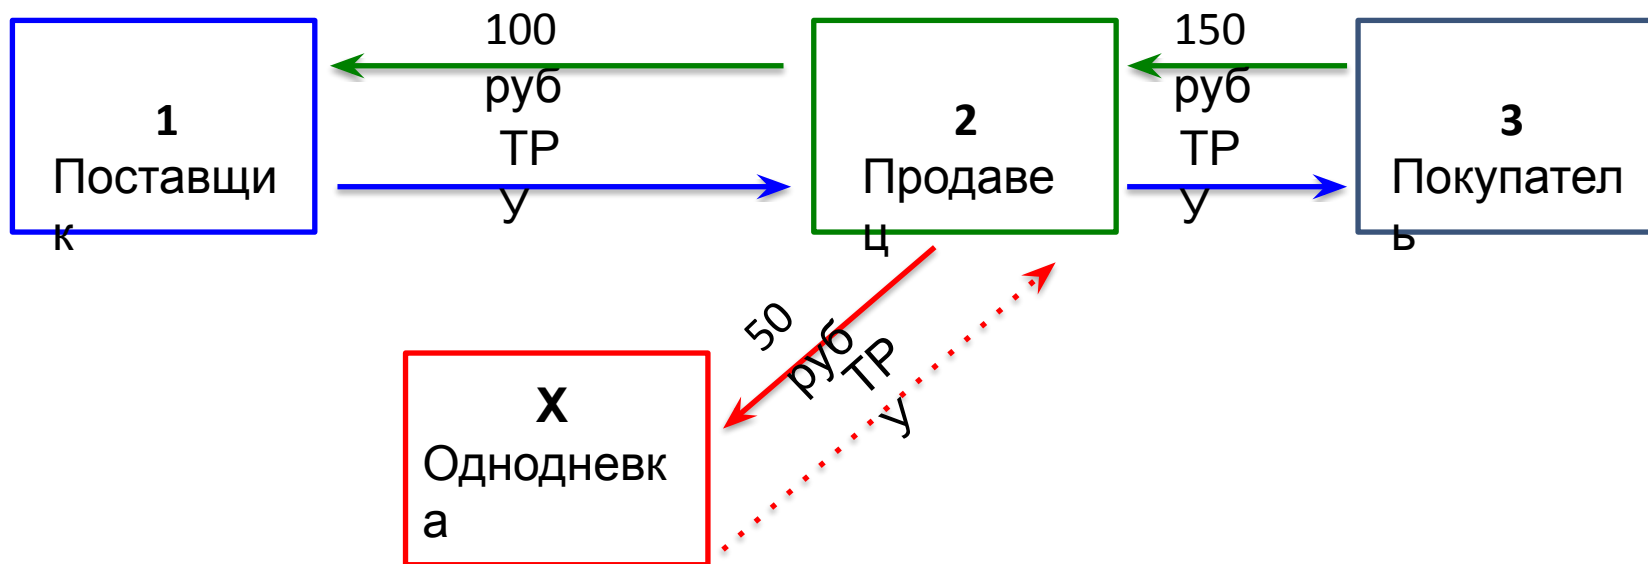 100
руб
ТР
У
150
руб
ТР
У
1
Поставщи
к
2
Продаве
ц
3
Покупател
ь
50
руб
ТР
У
X
Однодневк
а